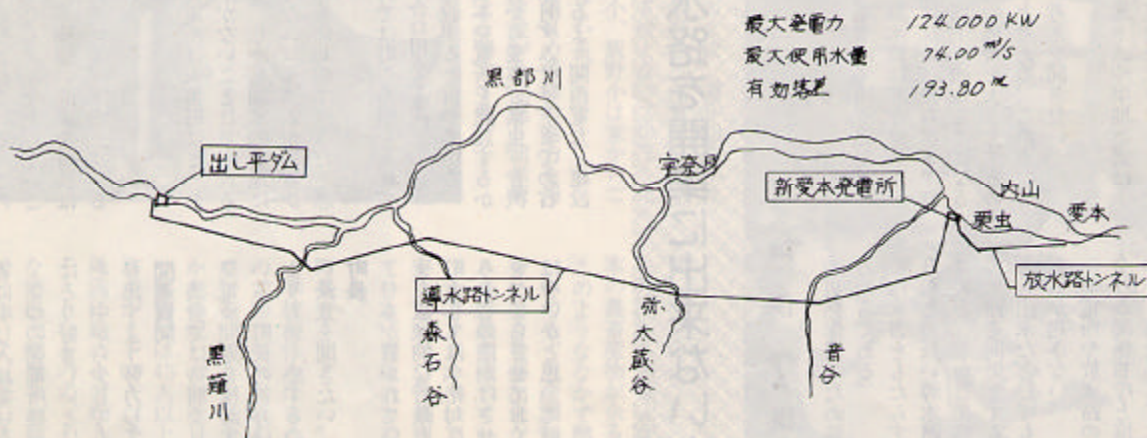 最大発電力 124.000 KW
最大使用水量 74.00 m³/s
有効落差 193.80 m
黒部川
出し平ダム
宇奈月
新愛本発電所
内山
愛本
栗虫
放水路トンネル
導水路トンネル
黒薙川
森石谷
弥太蔵谷
音谷